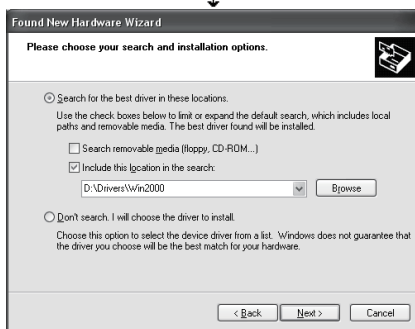 Found New Hardware Wizard
Please choose your search and installation options.
Search for the best driver in these locations.
Use the check boxes below to limit or expand the default search, which includes local
paths and removable media. The best driver found will be installed.
Search removable media (floppy, CD-ROM...)
Include this location in the search:
D:\Drivers\Win2000
Browse
Don't search. I will choose the driver to install.
Choose this option to select the device driver from a list. Windows does not guarantee that
the driver you choose will be the best match for your hardware.
< Back Next > Cancel